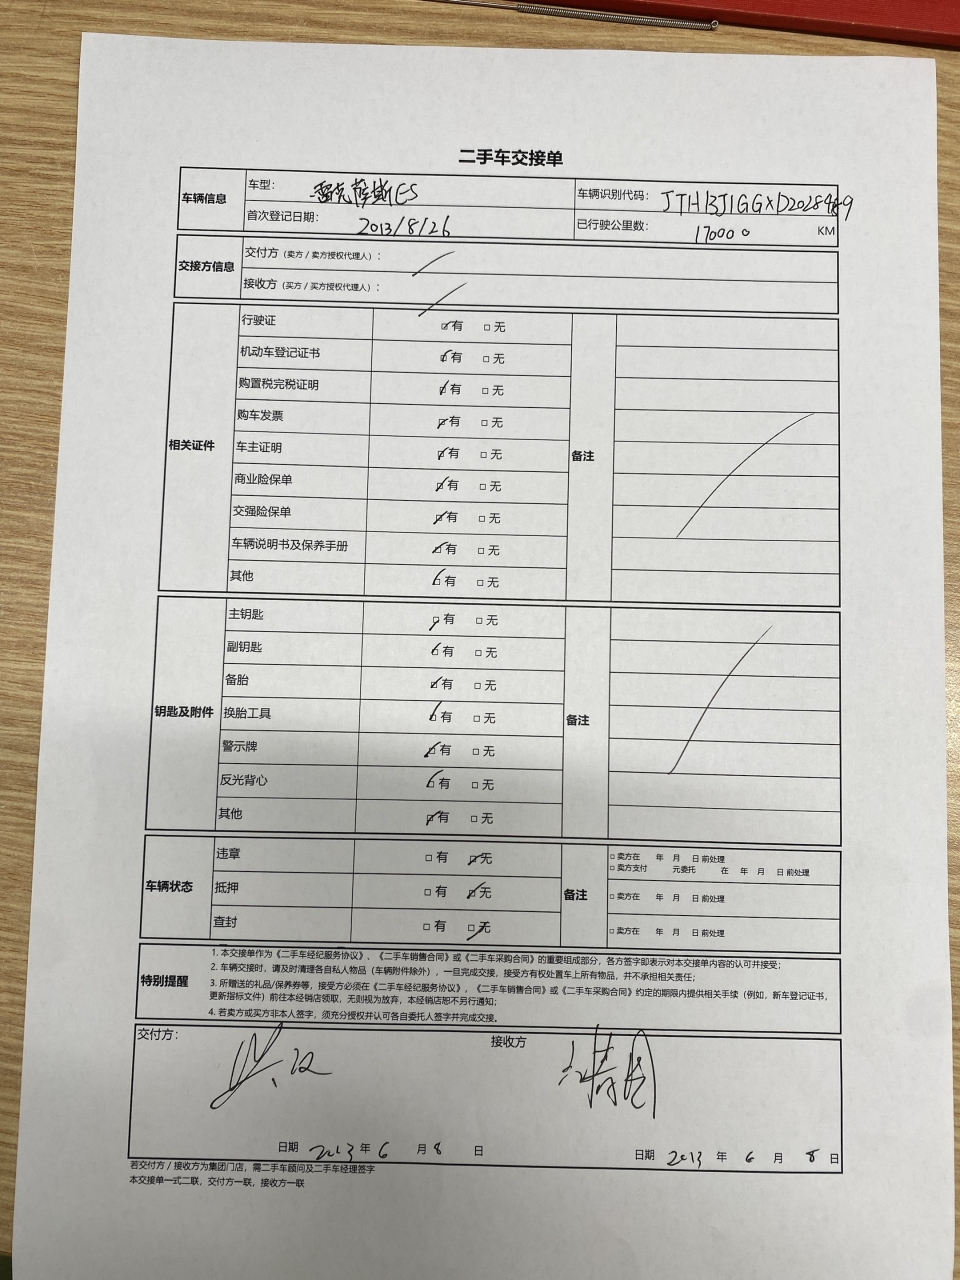 二手车交接单
车辆信息 车型： 雷克萨斯ES 车辆识别代码： JTHB31GGXD2028489
首次登记日期： 2013/8/26 已行驶公里数： 170000 KM
交接方信息 交付方（卖方 / 卖方授权代理人）：
接收方（买方 / 买方授权代理人）：
相关证件 备注
行驶证 ☑有 □无
机动车登记证书 ☑有 □无
购置税完税证明 ☑有 □无
购车发票 ☑有 □无
车主证明 ☑有 □无
商业险保单 ☑有 □无
交强险保单 ☑有 □无
车辆说明书及保养手册 ☑有 □无
其他 ☑有 □无
钥匙及附件 备注
主钥匙 ☑有 □无
副钥匙 ☑有 □无
备胎 ☑有 □无
换胎工具 ☑有 □无
警示牌 ☑有 □无
反光背心 ☑有 □无
其他 ☑有 □无
车辆状态 备注
违章 □有 ☑无 □卖方在 年 月 日 前处理
□卖方支付 元委托 在 年 月 日 前处理
抵押 □有 ☑无 □卖方在 年 月 日 前处理
查封 □有 ☑无 □卖方在 年 月 日 前处理
特别提醒
1. 本交接单作为《二手车经纪服务协议》、《二手车销售合同》或《二手车采购合同》的重要组成部分，各方签字即表示对本交接单内容的认可并接受；
2. 车辆交接时，请及时清理各自私人物品（车辆附件除外），一旦完成交接，接受方有权处置车上所有物品，并不承担相关责任；
3. 所赠送的礼品/保养券等，接受方必须在《二手车经纪服务协议》，《二手车销售合同》或《二手车采购合同》约定的期限内提供相关手续（例如，新车登记证书，
更新指标文件）前往本经销店领取，无则视为放弃，本经销店恕不另行通知；
4. 若卖方或买方非本人签字，须充分授权并认可各自委托人签字并完成交接。
交付方： 接收方
日期 2013 年 6 月 8 日 日期 2013 年 6 月 8 日
若交付方 / 接收方为集团门店，需二手车顾问及二手车经理签字
本交接单一式二联，交付方一联，接收方一联